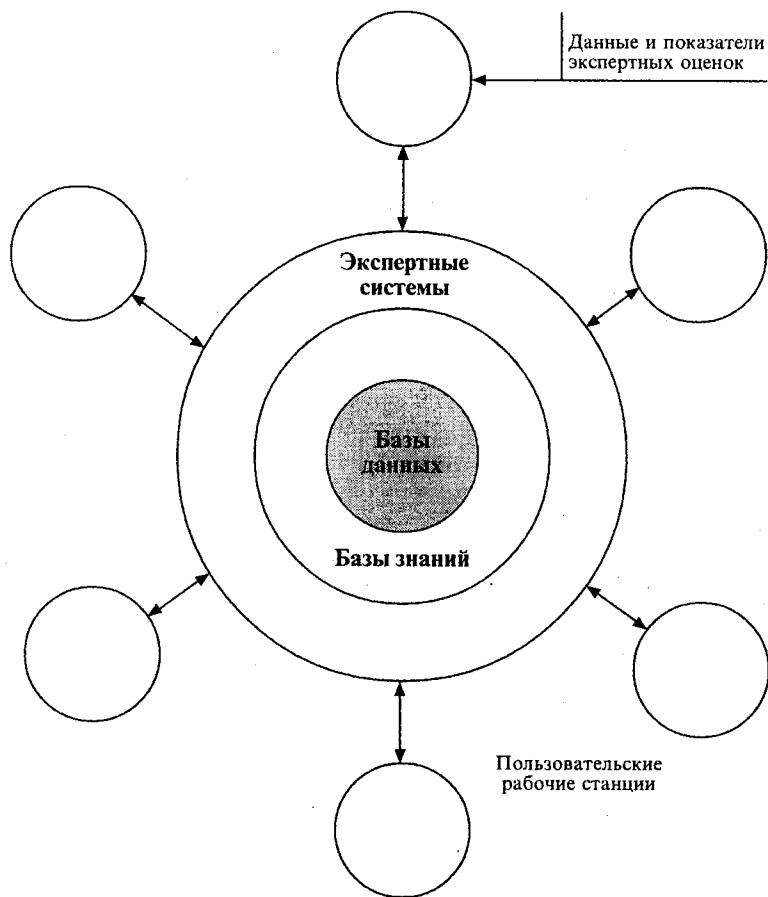 Данные и показатели
экспертных оценок
Экспертные
системы
Базы
данных
Базы знаний
Пользовательские
рабочие станции